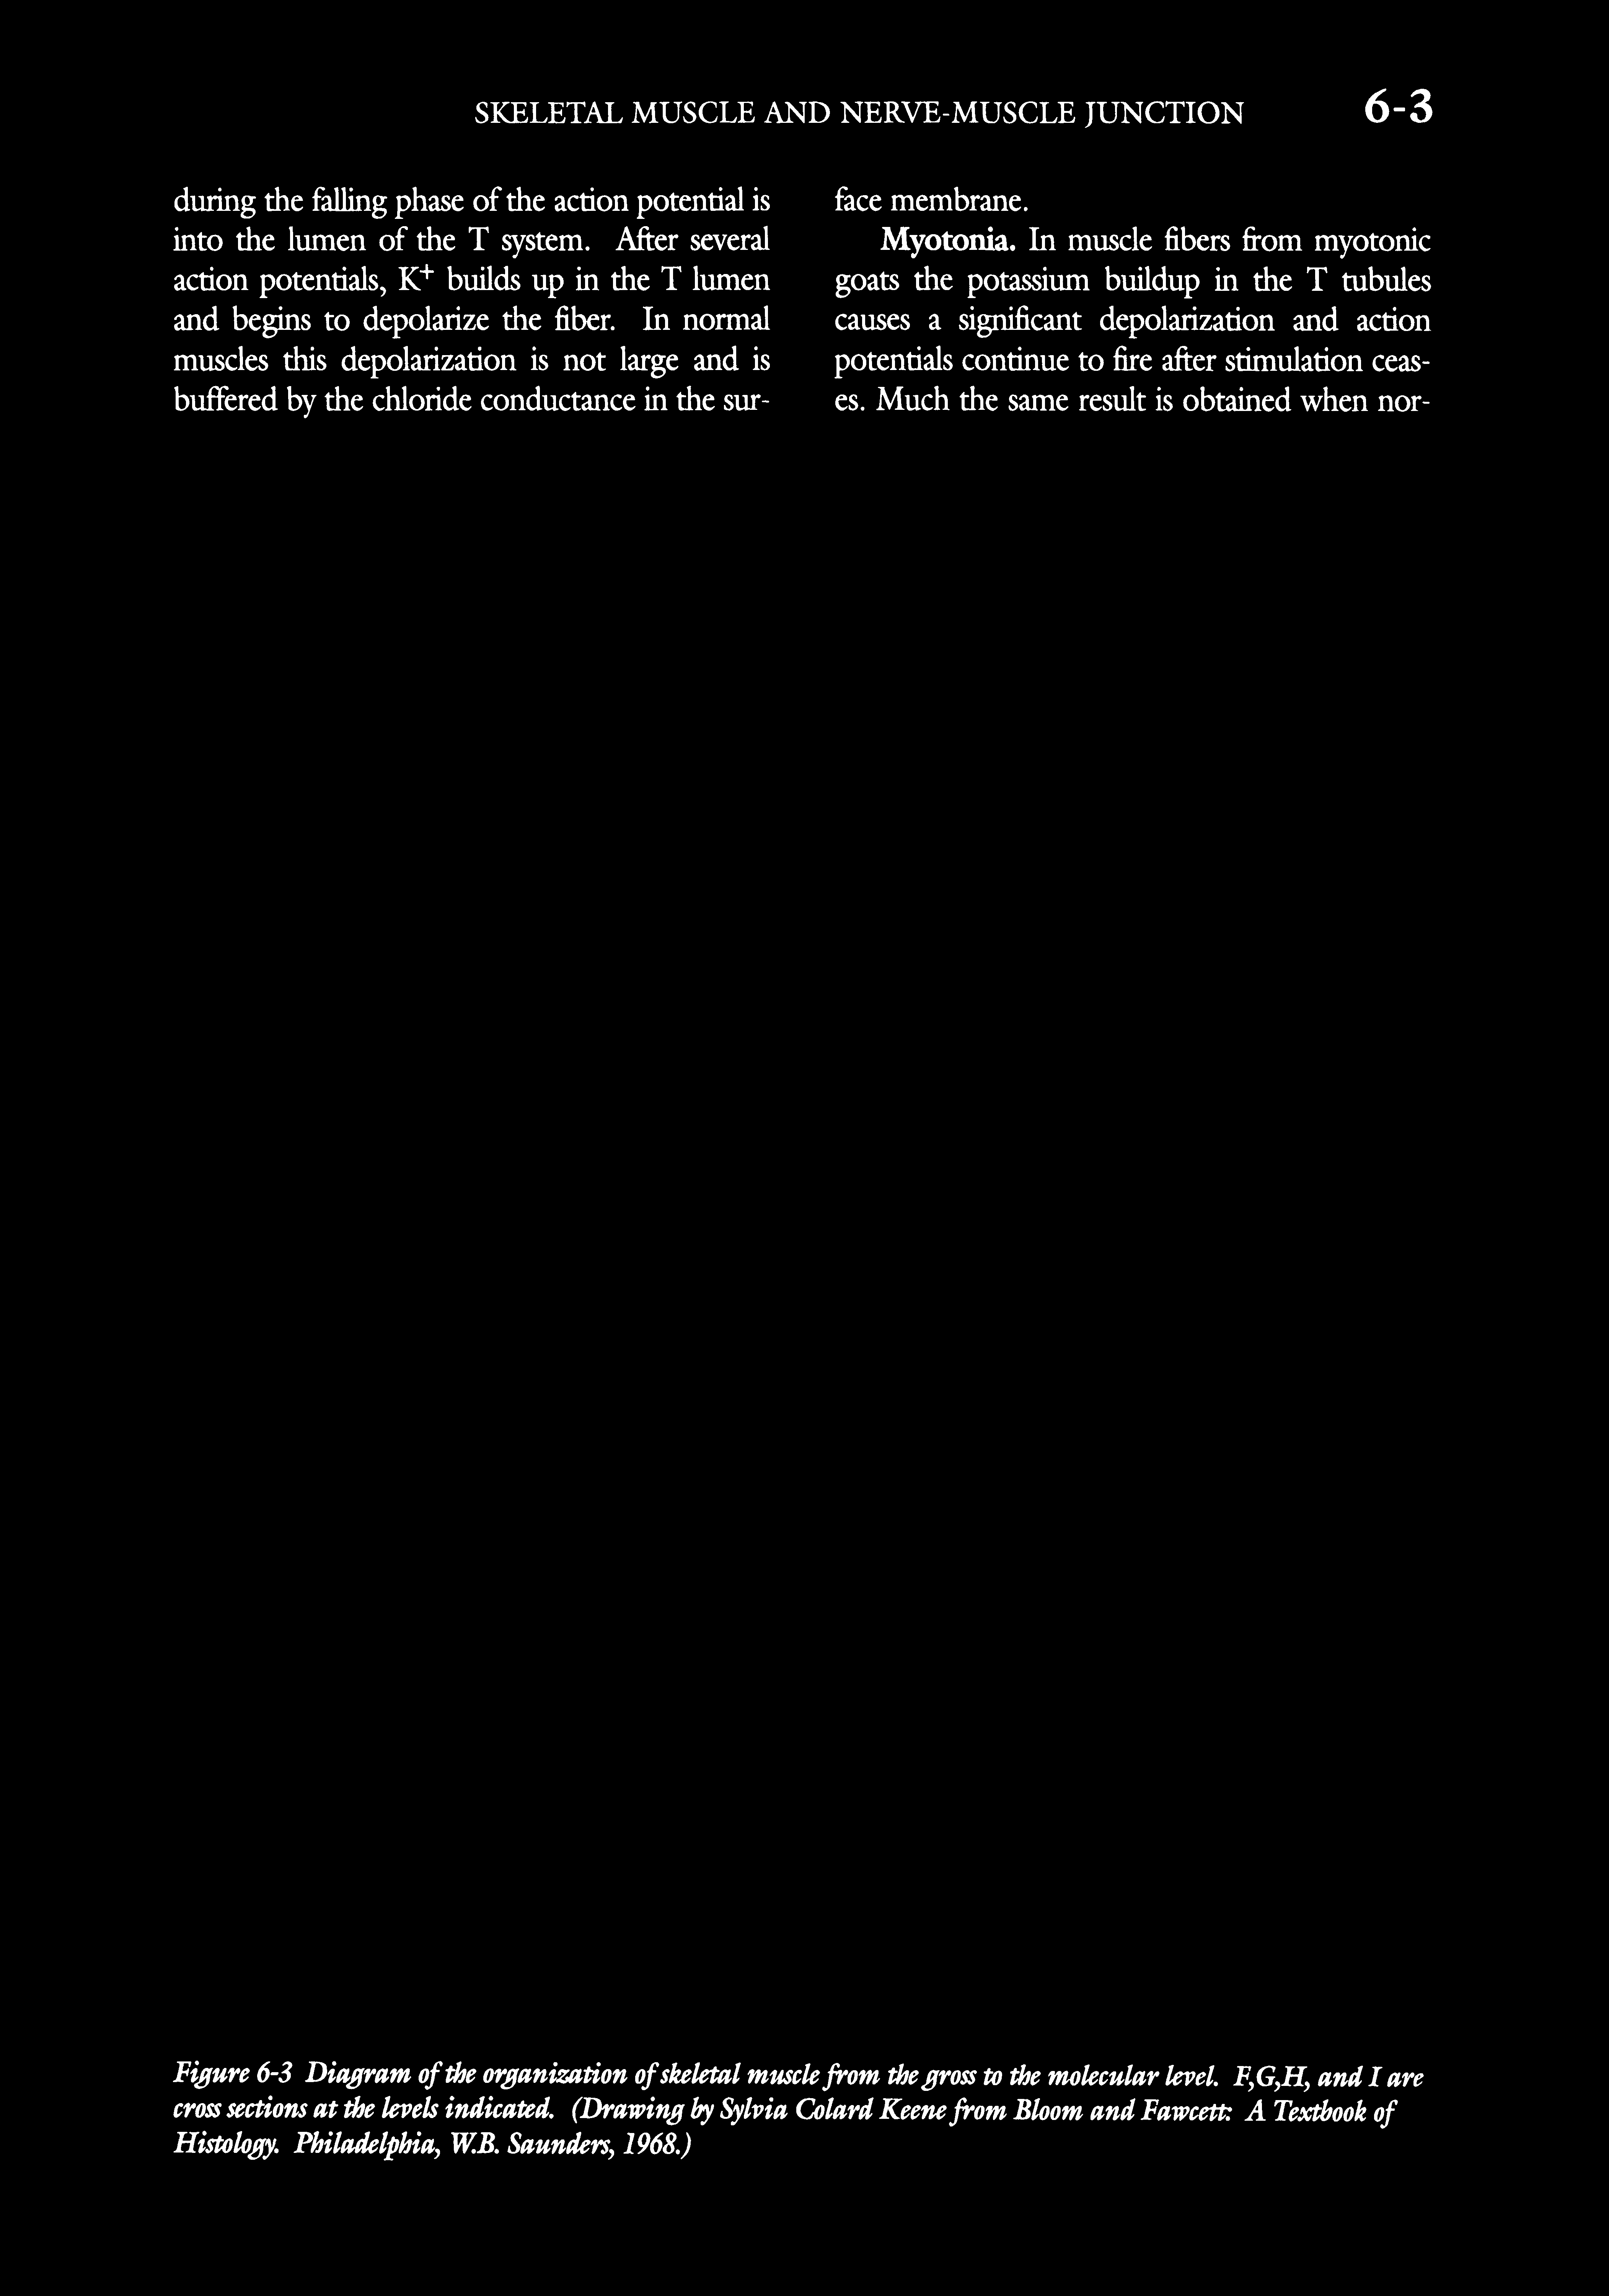 SKELETAL MUSCLE AND NERVE-MUSCLE JUNCTION 6-3
during the falling phase of the action potential is
into the lumen of the T system. After several
action potentials, K⁺ builds up in the T lumen
and begins to depolarize the fiber. In normal
muscles this depolarization is not large and is
buffered by the chloride conductance in the sur-
face membrane.
Myotonia. In muscle fibers from myotonic
goats the potassium buildup in the T tubules
causes a significant depolarization and action
potentials continue to fire after stimulation ceas-
es. Much the same result is obtained when nor-
Figure 6-3 Diagram of the organization of skeletal muscle from the gross to the molecular level. F,G,H, and I are
cross sections at the levels indicated. (Drawing by Sylvia Colard Keene from Bloom and Fawcett: A Textbook of
Histology. Philadelphia, W.B. Saunders, 1968.)